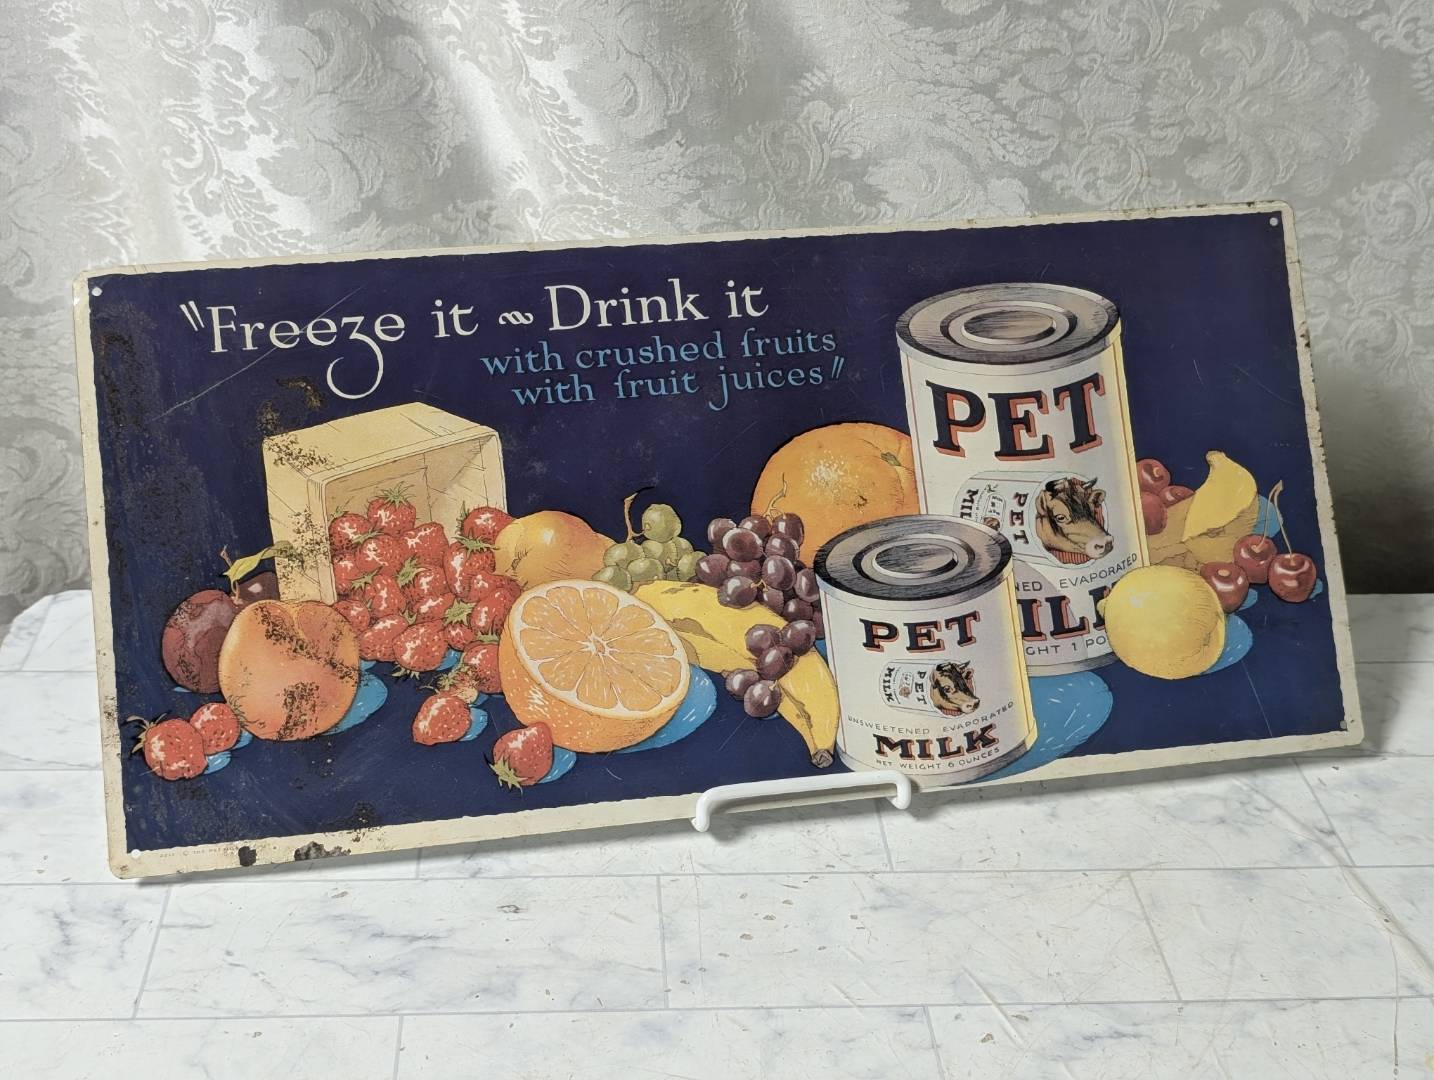 "Freeze it ~ Drink it
with crushed fruits
with fruit juices"
PET
MILK
PET
EVAPORATED
PET
MILK
PET
UNSWEETENED EVAPORATED
MILK
NET WEIGHT 6 OUNCES